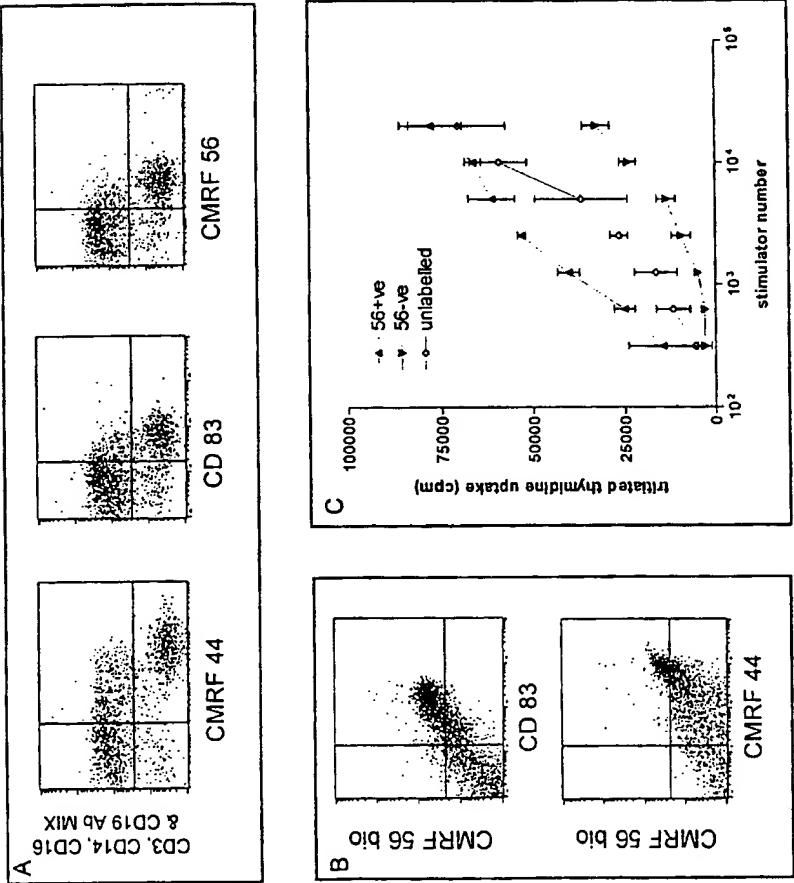 A
CD3, CD14, CD16
& CD19 Ab MIX
CMRF 44
CD 83
CMRF 56
B
CMRF 56 bio
CD 83
CMRF 56 bio
CMRF 44
C
tritiated thymidine uptake (cpm)
100000
75000
50000
25000
0
56+ve
56-ve
unlabelled
10²
10³
10⁴
10⁵
stimulator number